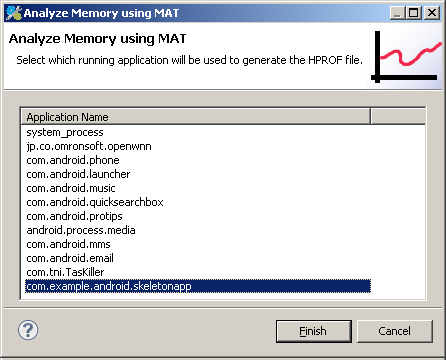 Analyze Memory using MAT
Analyze Memory using MAT
Select which running application will be used to generate the HPROF file.
Application Name
system_process
jp.co.omronsoft.openwnn
com.android.phone
com.android.launcher
com.android.music
com.android.quicksearchbox
com.android.protips
android.process.media
com.android.mms
com.android.email
com.tni.TasKiller
com.example.android.skeletonapp
?
Finish
Cancel